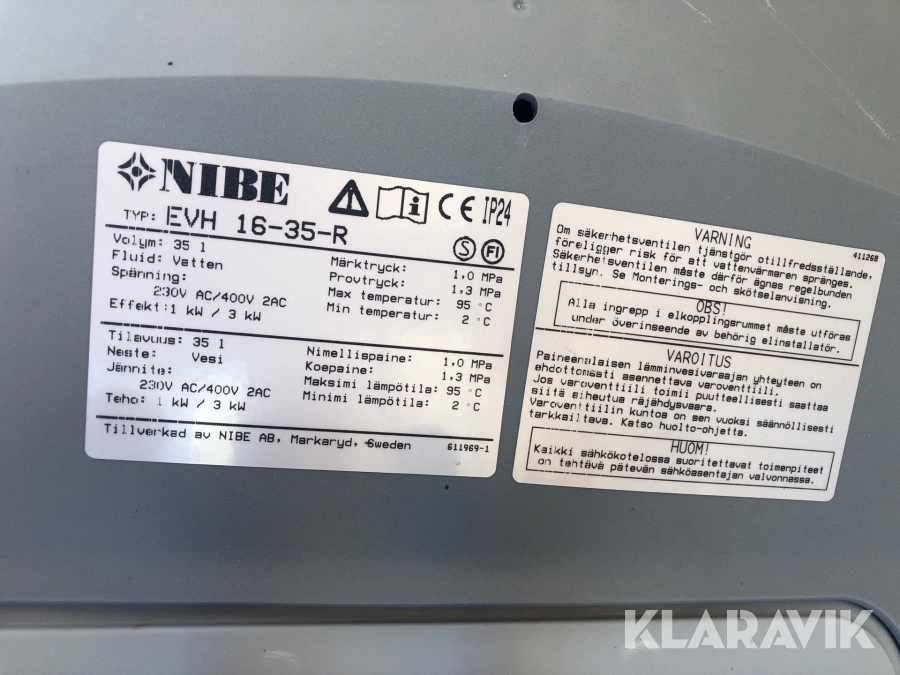 NIBE
CE IP24
TYP: EVH 16-35-R
S FI
Volym: 35 l
Fluid: Vatten
Spänning:
230V AC/400V 2AC
Effekt:1 kW / 3 kW
Märktryck: 1,0 MPa
Provtryck: 1,3 MPa
Max temperatur: 95 °C
Min temperatur: 2 °C
Tilavuus: 35 l
Neste: Vesi
Jännite:
230V AC/400V 2AC
Teho: 1 kW / 3 kW
Nimellispaine: 1,0 MPa
Koepaine: 1,3 MPa
Maksimi lämpötila: 95 °C
Minimi lämpötila: 2 °C
Tillverkad av NIBE AB, Markaryd, Sweden 611969-1
VARNING
411268
Om säkerhetsventilen tjänstgör otillfredsställande,
föreligger risk för att vattenvärmaren spränges.
Säkerhetsventilen måste därför ägnas regelbunden
tillsyn. Se Monterings- och skötselanvisning.
OBS!
Alla ingrepp i elkopplingsrummet måste utföras
under överinseende av behörig elinstallatör.
VAROITUS
Paineenalaisen lämminvesivaraajan yhteyteen on
ehdottomasti asennettava varoventtiili.
Jos varoventtiili toimi puutteellisesti saattaa
siitä aiheutua räjähdysvaara.
Varoventtiilin kuntoa on sen vuoksi säännöllisesti
tarkkailtava. Katso huolto-ohjetta.
HUOM!
Kaikki sähkökotelossa suoritettavat toimenpiteet
on tehtävä pätevän sähköasentajan valvonnassa.
KLARAVIK